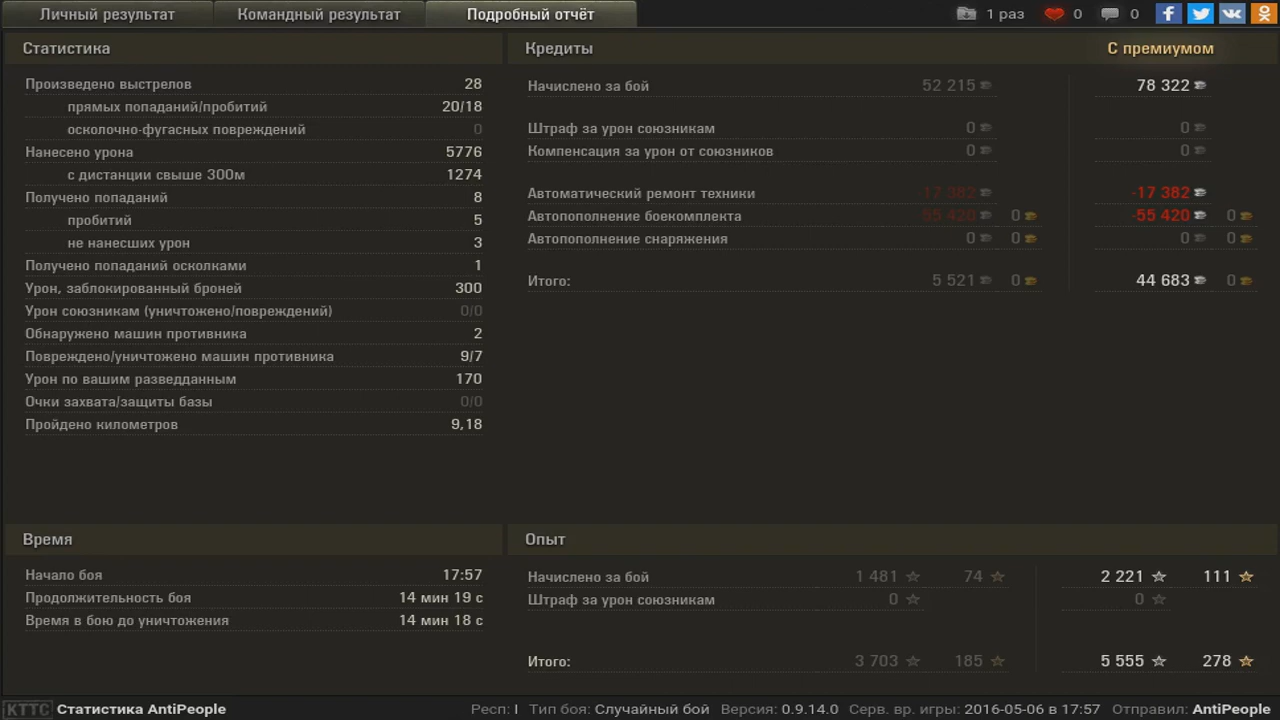 Личный результат Командный результат Подробный отчёт 1 раз 0 0
Статистика
Произведено выстрелов 28
прямых попаданий/пробитий 20/18
осколочно-фугасных повреждений 0
Нанесено урона 5776
с дистанции свыше 300м 1274
Получено попаданий 8
пробитий 5
не нанесших урон 3
Получено попаданий осколками 1
Урон, заблокированный броней 300
Урон союзникам (уничтожено/повреждений) 0/0
Обнаружено машин противника 2
Повреждено/уничтожено машин противника 9/7
Урон по вашим разведданным 170
Очки захвата/защиты базы 0/0
Пройдено километров 9,18
Кредиты С премиумом
Начислено за бой 52 215 78 322
Штраф за урон союзникам 0 0
Компенсация за урон от союзников 0 0
Автоматический ремонт техники -17 382 -17 382
Автопополнение боекомплекта -55 420 0 -55 420 0
Автопополнение снаряжения 0 0 0 0
Итого: 5 521 0 44 683 0
Время
Начало боя 17:57
Продолжительность боя 14 мин 19 с
Время в бою до уничтожения 14 мин 18 с
Опыт
Начислено за бой 1 481 74 2 221 111
Штраф за урон союзникам 0 0
Итого: 3 703 185 5 555 278
КТТС Статистика AntiPeople Респ: I Тип боя: Случайный бой Версия: 0.9.14.0 Серв. вр. игры: 2016-05-06 в 17:57 Отправил: AntiPeople